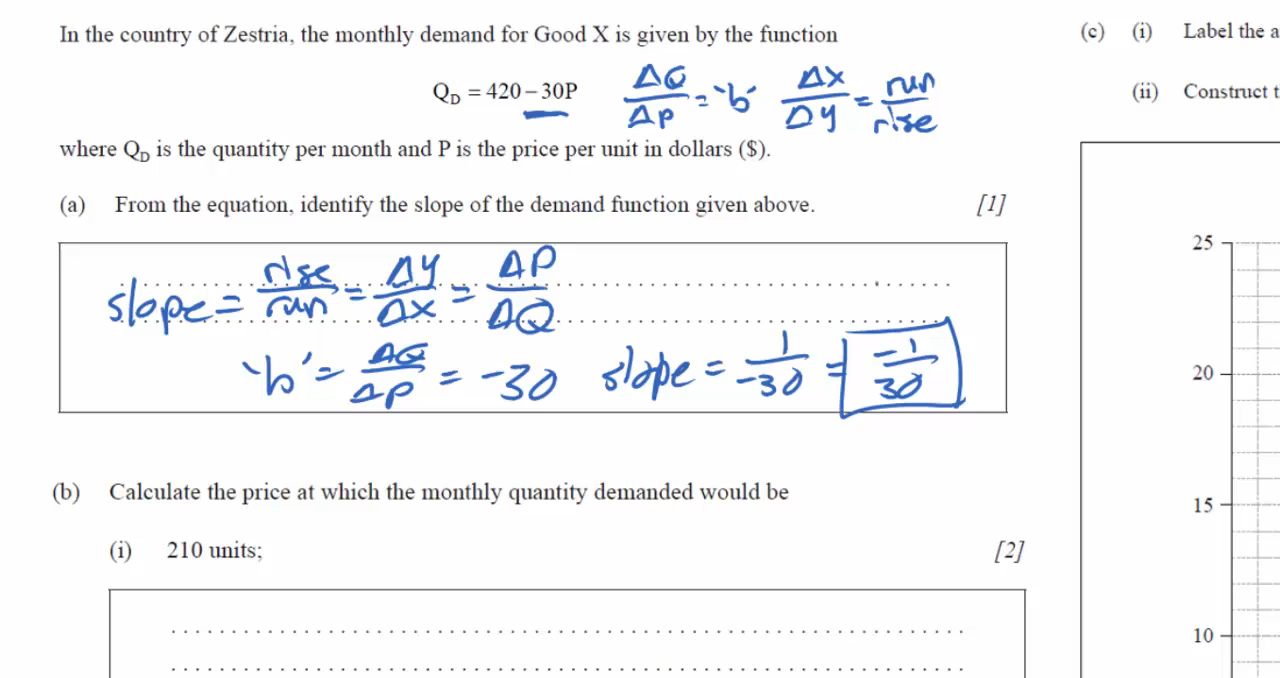 In the country of Zestria, the monthly demand for Good X is given by the function
Q_D = 420 − 30P
ΔQ/ΔP = 'b'
ΔX/ΔY = run/rise
where Q_D is the quantity per month and P is the price per unit in dollars ($).
(a) From the equation, identify the slope of the demand function given above. [1]
slope = rise/run = ΔY/ΔX = ΔP/ΔQ
'b' = ΔQ/ΔP = -30 slope = 1/-30 = -1/30
(b) Calculate the price at which the monthly quantity demanded would be
(i) 210 units; [2]
(c) (i) Label the a
(ii) Construct t
25
20
15
10